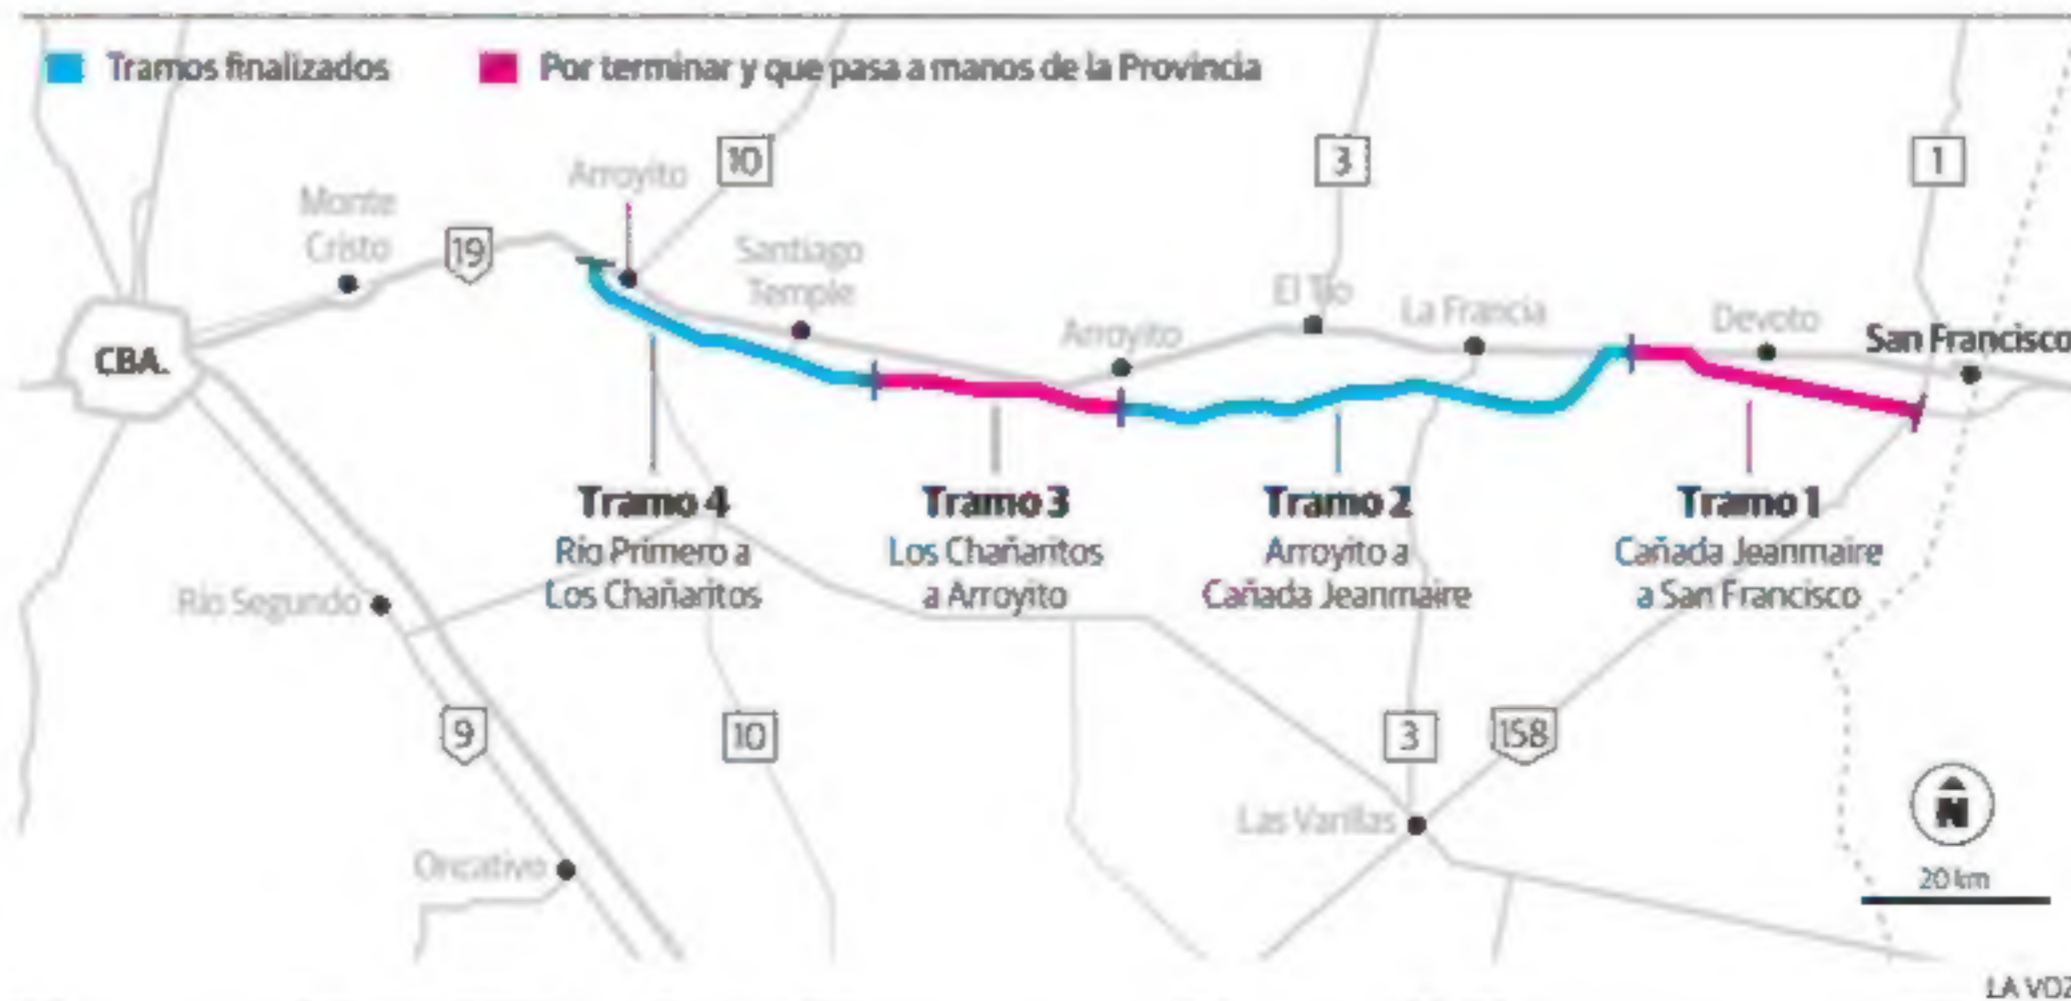 Tramos finalizados
Por terminar y que pasa a manos de la Provincia
10
3
1
Arroyito
Monte
Cristo
19
Santiago
Temple
El Tío
La Francia
Devoto
San Francisco
Arroyito
CBA.
Tramo 4
Río Primero a
Los Chañaritos
Tramo 3
Los Chañaritos
a Arroyito
Tramo 2
Arroyito a
Cañada Jeanmaire
Tramo 1
Cañada Jeanmaire
a San Francisco
Río Segundo
9
10
3
158
Las Varillas
N
Oncativo
20 km
LA VOZ